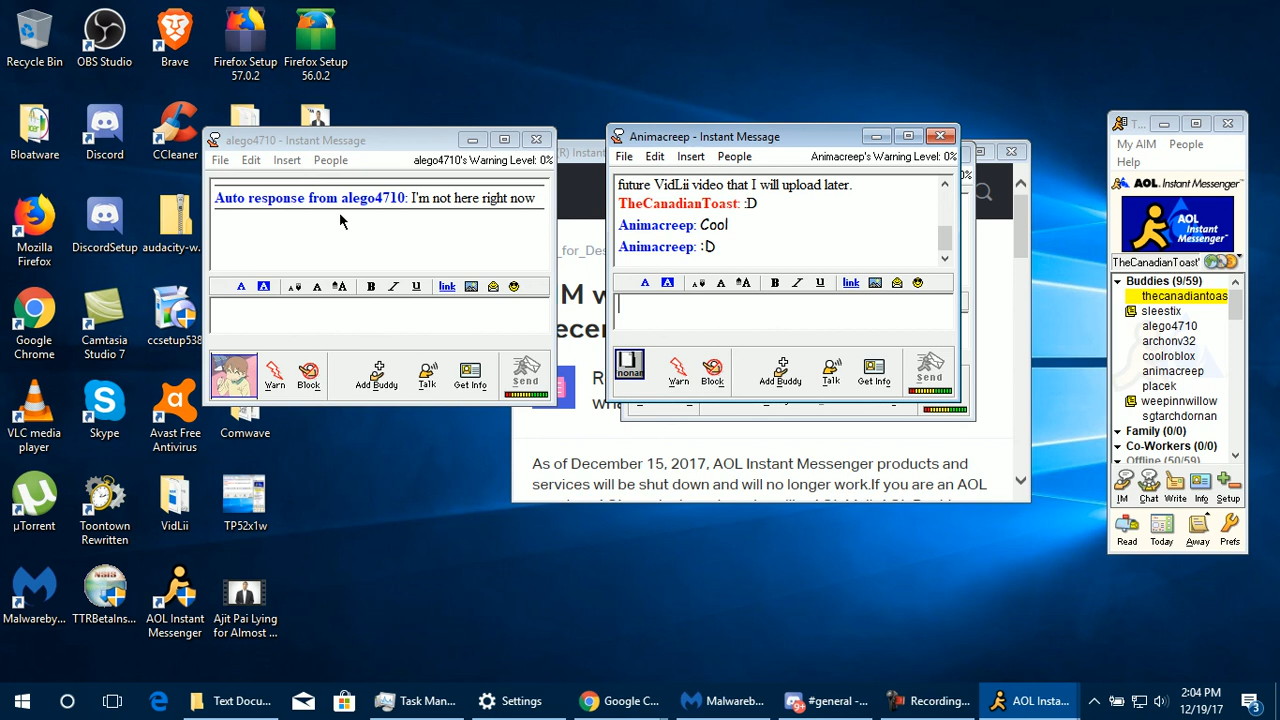 Recycle Bin
OBS Studio
Brave
Firefox Setup
57.0.2
Firefox Setup
56.0.2
Bloatware
Discord
CCleaner
Mozilla
Firefox
DiscordSetup
audacity-w...
Google
Chrome
Camtasia
Studio 7
ccsetup538
VLC media
player
Skype
Avast Free
Antivirus
Comwave
µTorrent
Toontown
Rewritten
VidLii
TP52x1w
Malwareby...
TTRBetaIns...
AOL Instant
Messenger
Ajit Pai Lying
for Almost ...
alego4710 - Instant Message
File Edit Insert People
alego4710's Warning Level: 0%
Auto response from alego4710: I'm not here right now
A A A A A B I U link
Warn Block Add Buddy Talk Get Info Send
Animacreep - Instant Message
File Edit Insert People
Animacreep's Warning Level: 0%
future VidLii video that I will upload later.
TheCanadianToast: :D
Animacreep: Cool
Animacreep: :D
A A A A A B I U link
nonan
Warn Block Add Buddy Talk Get Info Send
(R) Instant
_for_Des
As of December 15, 2017, AOL Instant Messenger products and
services will be shut down and will no longer work.If you are an AOL
T...
My AIM People
Help
AOL Instant Messenger
AOL
Instant
Messenger
TheCanadianToast'
Buddies (9/59)
thecanadiantoas
sleestix
alego4710
archonv32
coolroblox
animacreep
placek
weepinnwillow
sgtarchdornan
Family (0/0)
Co-Workers (0/0)
Offline (50/59)
IM Chat Write Info Setup
Read Today Away Prefs
Text Docu...
Task Man...
Settings
Google C...
Malwareb...
#general -...
Recording...
AOL Insta...
2:04 PM
12/19/17
3